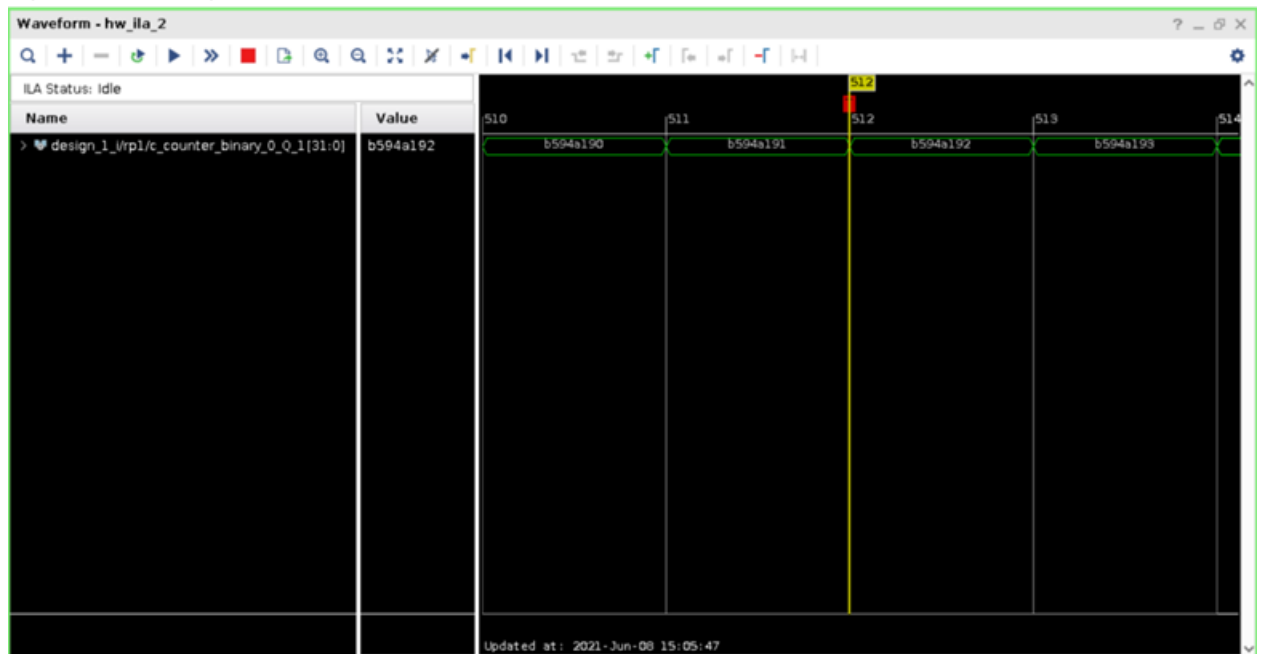 Waveform - hw_ila_2
ILA Status: Idle
Name Value
design_1_i/rp1/c_counter_binary_0_Q_1[31:0] b594a192
512
510 511 512 513 514
b594a190 b594a191 b594a192 b594a193
Updated at: 2021-Jun-08 15:05:47